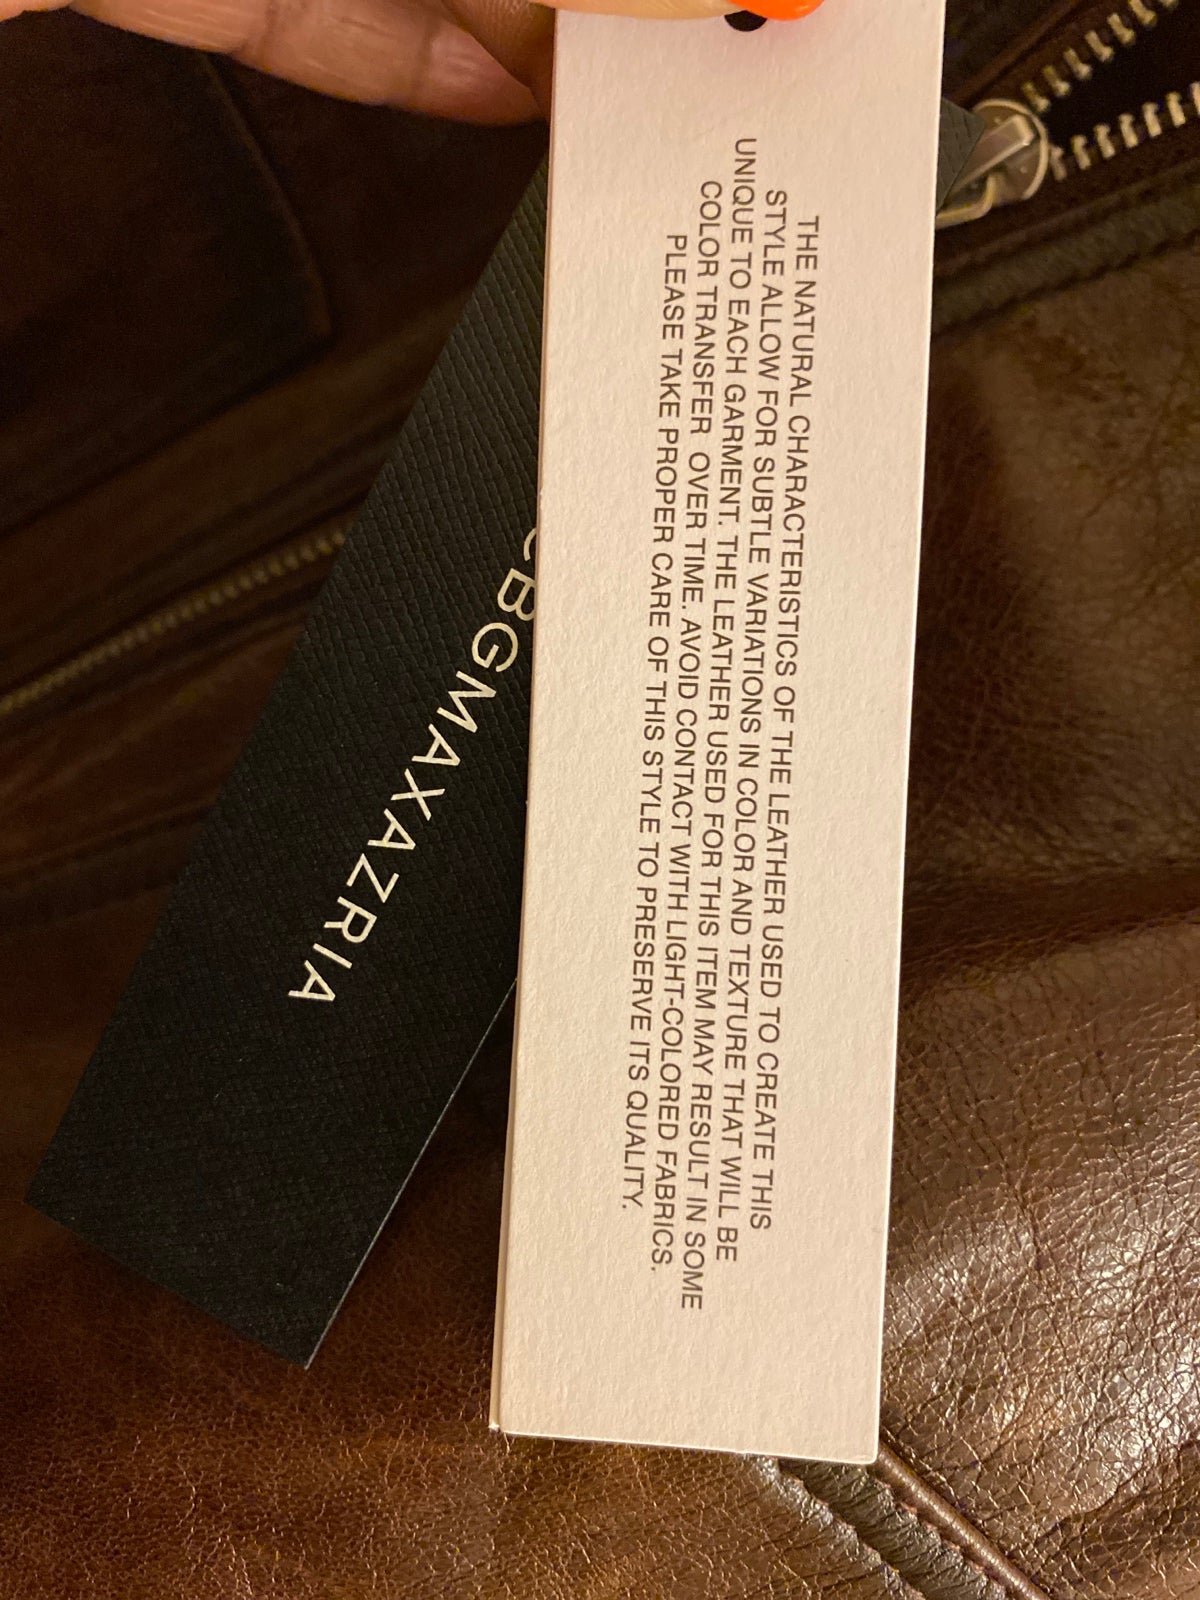 THE NATURAL CHARACTERISTICS OF THE LEATHER USED TO CREATE THIS
STYLE ALLOW FOR SUBTLE VARIATIONS IN COLOR AND TEXTURE THAT WILL BE
UNIQUE TO EACH GARMENT. THE LEATHER USED FOR THIS ITEM MAY RESULT IN SOME
COLOR TRANSFER OVER TIME. AVOID CONTACT WITH LIGHT-COLORED FABRICS.
PLEASE TAKE PROPER CARE OF THIS STYLE TO PRESERVE ITS QUALITY.
CBGMAXAZRIA